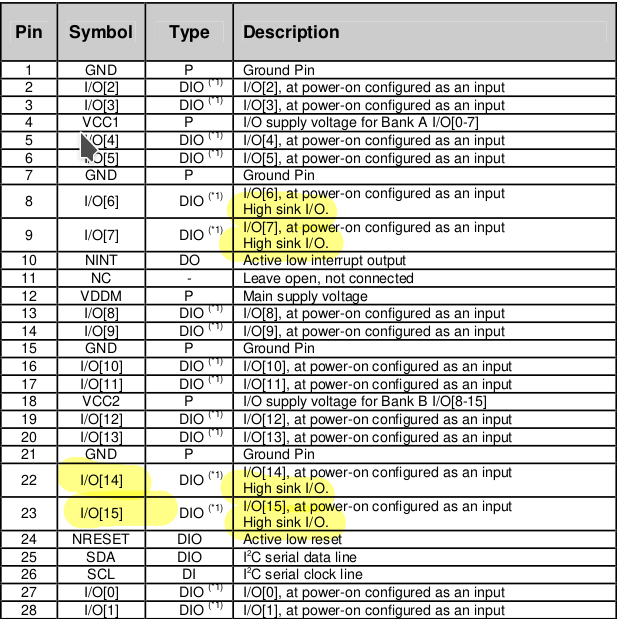 Pin Symbol Type Description
1 GND P Ground Pin
2 I/O[2] DIO (*1) I/O[2], at power-on configured as an input
3 I/O[3] DIO (*1) I/O[3], at power-on configured as an input
4 VCC1 P I/O supply voltage for Bank A I/O[0-7]
5 I/O[4] DIO (*1) I/O[4], at power-on configured as an input
6 I/O[5] DIO (*1) I/O[5], at power-on configured as an input
7 GND P Ground Pin
8 I/O[6] DIO (*1) I/O[6], at power-on configured as an input
High sink I/O.
9 I/O[7] DIO (*1) I/O[7], at power-on configured as an input
High sink I/O.
10 NINT DO Active low interrupt output
11 NC - Leave open, not connected
12 VDDM P Main supply voltage
13 I/O[8] DIO (*1) I/O[8], at power-on configured as an input
14 I/O[9] DIO (*1) I/O[9], at power-on configured as an input
15 GND P Ground Pin
16 I/O[10] DIO (*1) I/O[10], at power-on configured as an input
17 I/O[11] DIO (*1) I/O[11], at power-on configured as an input
18 VCC2 P I/O supply voltage for Bank B I/O[8-15]
19 I/O[12] DIO (*1) I/O[12], at power-on configured as an input
20 I/O[13] DIO (*1) I/O[13], at power-on configured as an input
21 GND P Ground Pin
22 I/O[14] DIO (*1) I/O[14], at power-on configured as an input
High sink I/O.
23 I/O[15] DIO (*1) I/O[15], at power-on configured as an input
High sink I/O.
24 NRESET DIO Active low reset
25 SDA DIO I²C serial data line
26 SCL DI I²C serial clock line
27 I/O[0] DIO (*1) I/O[0], at power-on configured as an input
28 I/O[1] DIO (*1) I/O[1], at power-on configured as an input